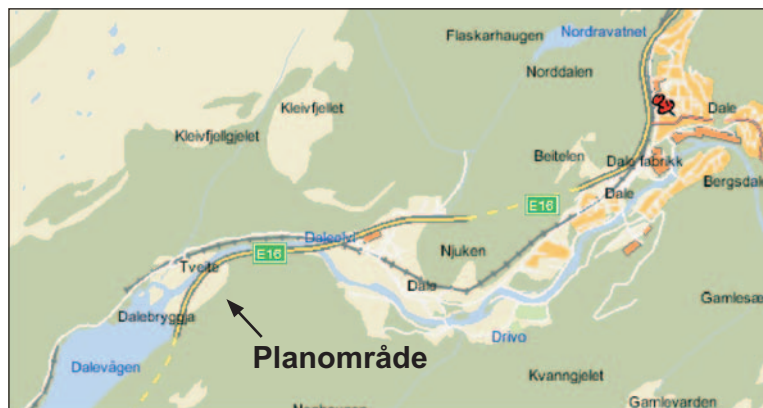 Flaskarhaugen
Nordravatnet
Norddalen
Kleivfjellet
Dale
Kleivfjellgjelet
Beitelen
Dale fabrikk
Bergsdale
Dale
E16
Daleelvi
E16
Njuken
Tveite
Dale
Gamlesæ
Dalebryggja
Drivo
Planområde
Dalevågen
Kvanngjelet
Gamlevarden